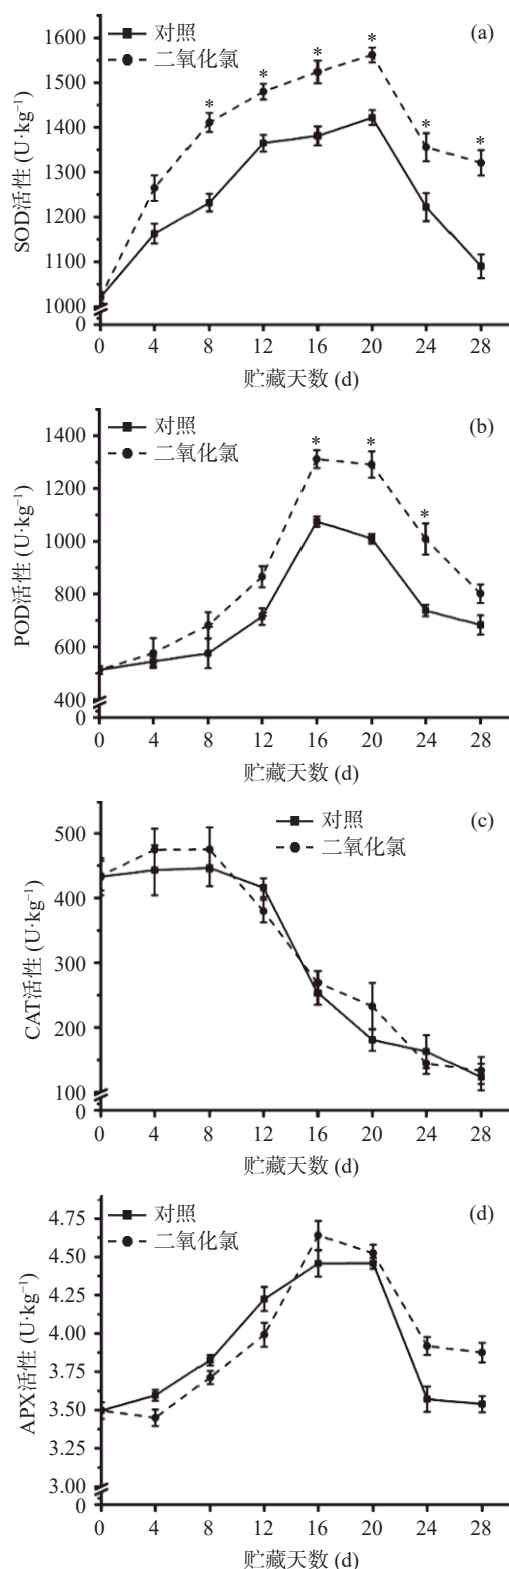 (a)
对照
二氧化氯
SOD活性 (U·kg⁻¹)
1600
1500
1400
1300
1200
1100
1000
0
* * * * * *
0 4 8 12 16 20 24 28
贮藏天数 (d)
(b)
对照
二氧化氯
POD活性 (U·kg⁻¹)
1400
1200
1000
800
600
400
0
* * *
0 4 8 12 16 20 24 28
贮藏天数 (d)
(c)
对照
二氧化氯
CAT活性 (U·kg⁻¹)
500
400
300
200
100
0
0 4 8 12 16 20 24 28
贮藏天数 (d)
(d)
对照
二氧化氯
APX活性 (U·kg⁻¹)
4.75
4.50
4.25
4.00
3.75
3.50
3.25
3.00
0
0 4 8 12 16 20 24 28
贮藏天数 (d)